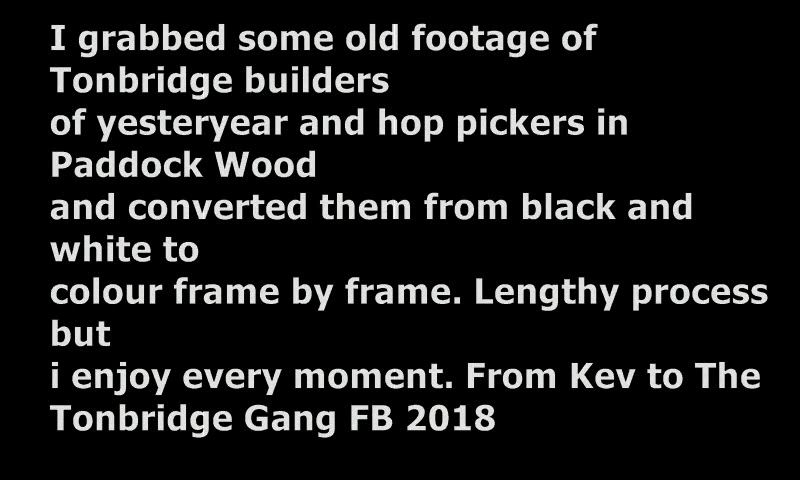 I grabbed some old footage of
Tonbridge builders
of yesteryear and hop pickers in
Paddock Wood
and converted them from black and
white to
colour frame by frame. Lengthy process
but
i enjoy every moment. From Kev to The
Tonbridge Gang FB 2018